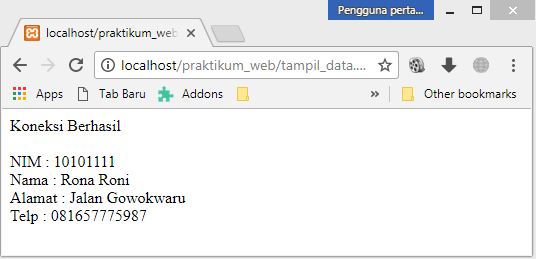 Pengguna perta...
localhost/praktikum_web
localhost/praktikum_web/tampil_data....
Apps Tab Baru Addons » Other bookmarks
Koneksi Berhasil
NIM : 10101111
Nama : Rona Roni
Alamat : Jalan Gowokwaru
Telp : 081657775987